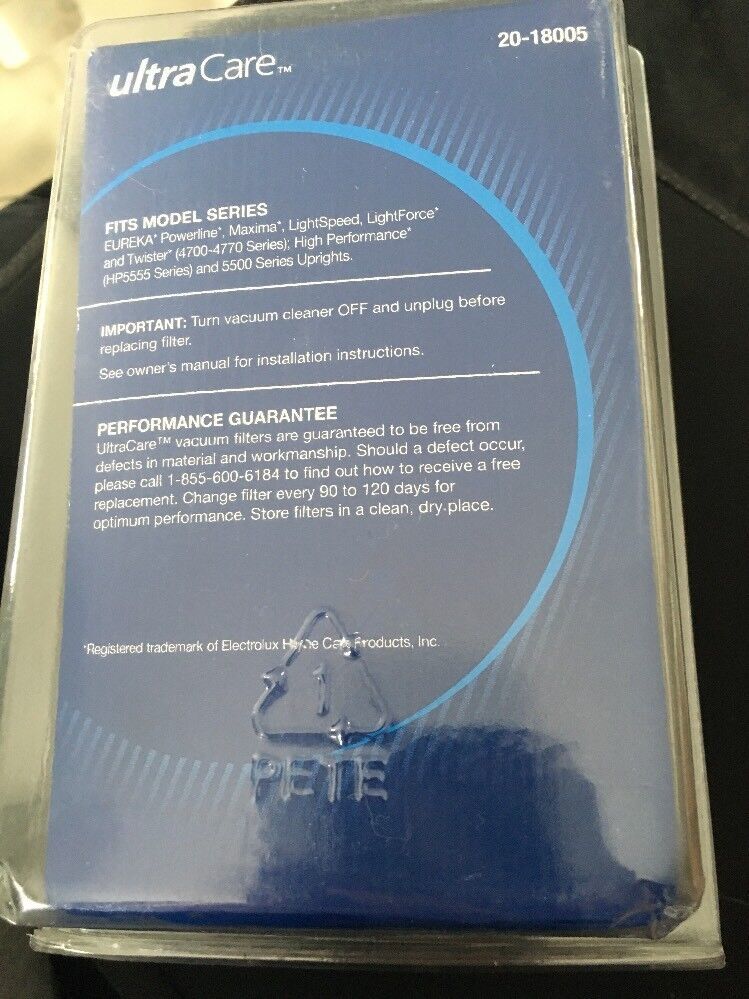 ultraCare™
20-18005
FITS MODEL SERIES
EUREKA* Powerline*, Maxima*, LightSpeed, LightForce*
and Twister* (4700-4770 Series); High Performance*
(HP5555 Series) and 5500 Series Uprights.
IMPORTANT: Turn vacuum cleaner OFF and unplug before
replacing filter.
See owner's manual for installation instructions.
PERFORMANCE GUARANTEE
UltraCare™ vacuum filters are guaranteed to be free from
defects in material and workmanship. Should a defect occur,
please call 1-855-600-6184 to find out how to receive a free
replacement. Change filter every 90 to 120 days for
optimum performance. Store filters in a clean, dry place.
*Registered trademark of Electrolux Home Care Products, Inc.
1
PETE